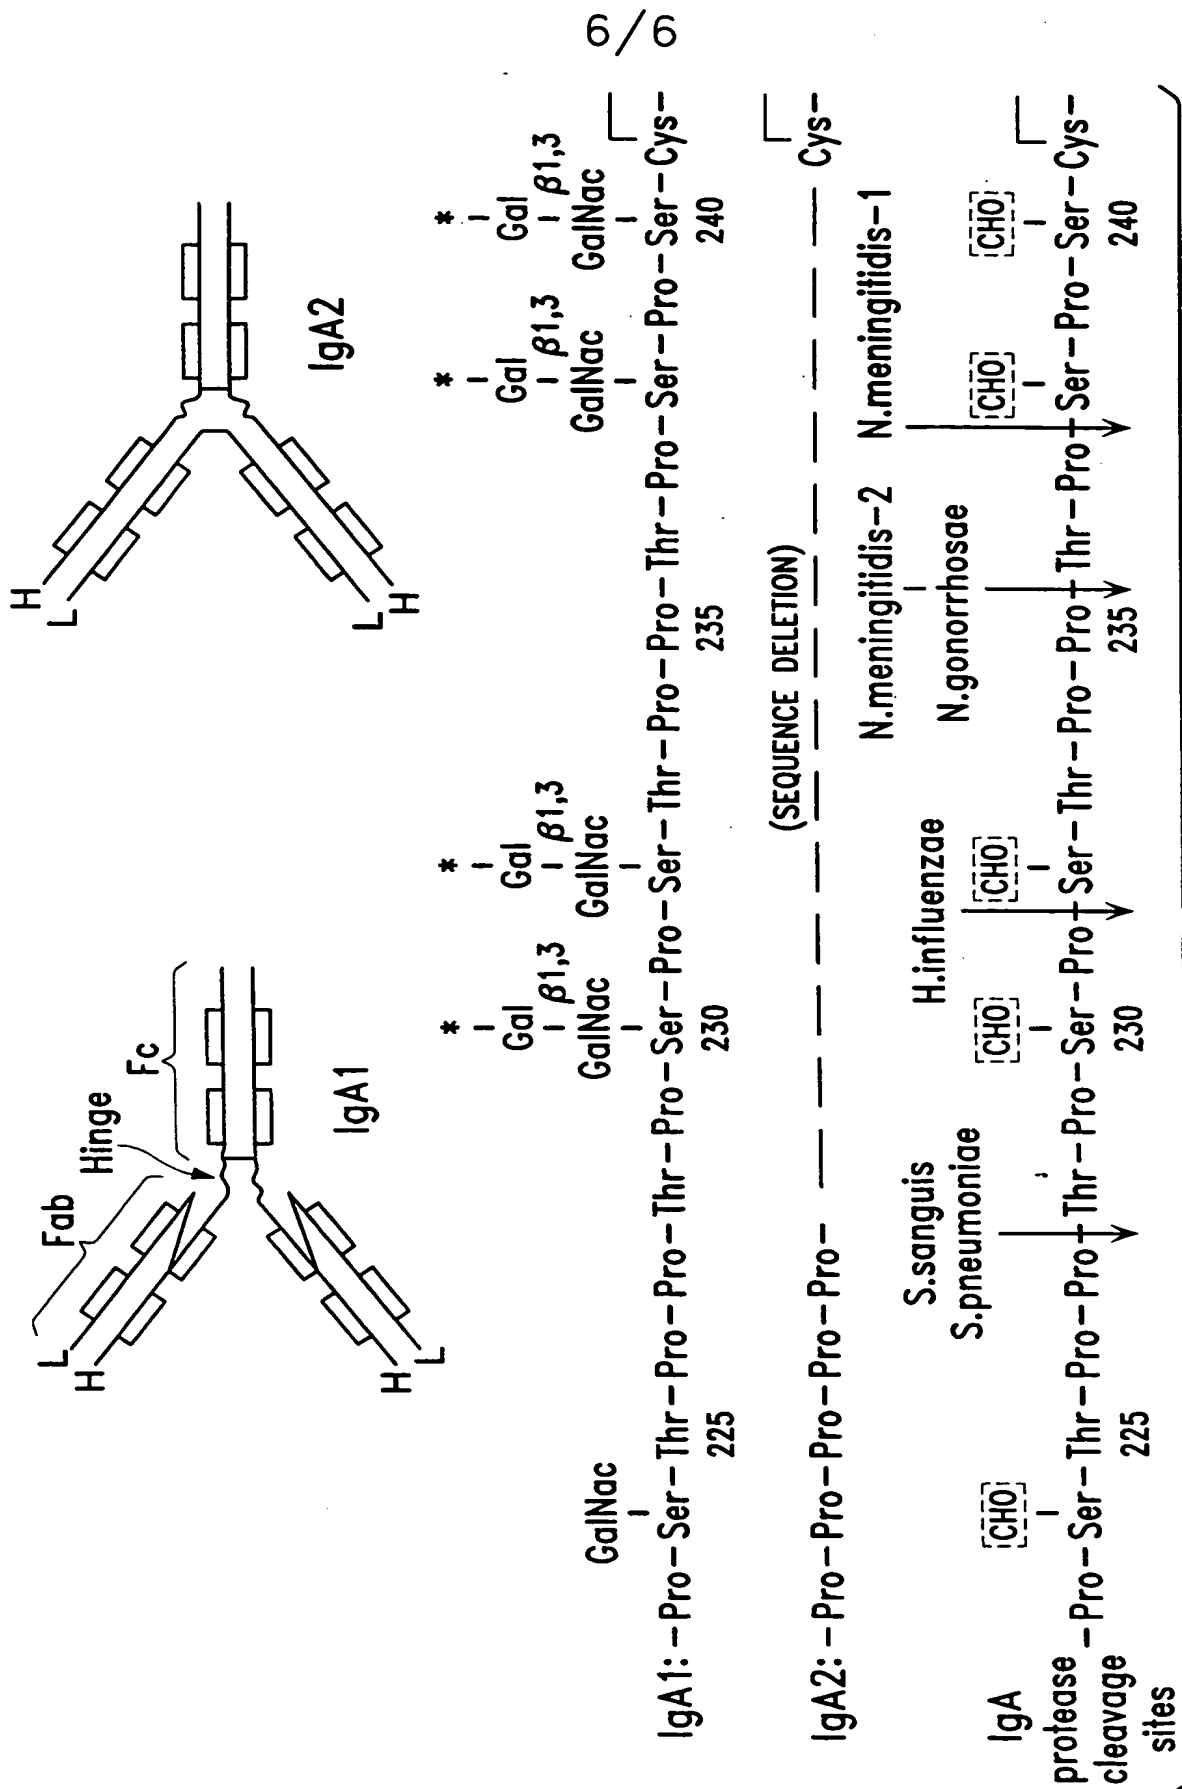 6/6
Fab
Hinge
Fc
L
H
H
L
IgA1
H
L
L
H
IgA2
* * * *
Gal Gal Gal Gal
β1,3 β1,3 β1,3 β1,3
GalNac GalNac GalNac GalNac GalNac
IgA1: –Pro–Ser–Thr–Pro–Pro–Thr–Pro–Ser–Pro–Ser–Thr–Pro–Pro–Thr–Pro–Ser–Pro–Ser–Cys–
225 230 235 240
(SEQUENCE DELETION)
IgA2: –Pro–Pro–Pro–Pro–Pro– – – – – – – – – – – Cys–
S.sanguis
S.pneumoniae
H.influenzae
N.meningitidis–2
N.gonorrhosae
N.meningitidis–1
CHO CHO CHO CHO CHO
IgA
protease
cleavage
sites
–Pro–Ser–Thr–Pro–Pro–Thr–Pro–Ser–Pro–Ser–Thr–Pro–Pro–Thr–Pro–Ser–Pro–Ser–Cys–
225 230 235 240